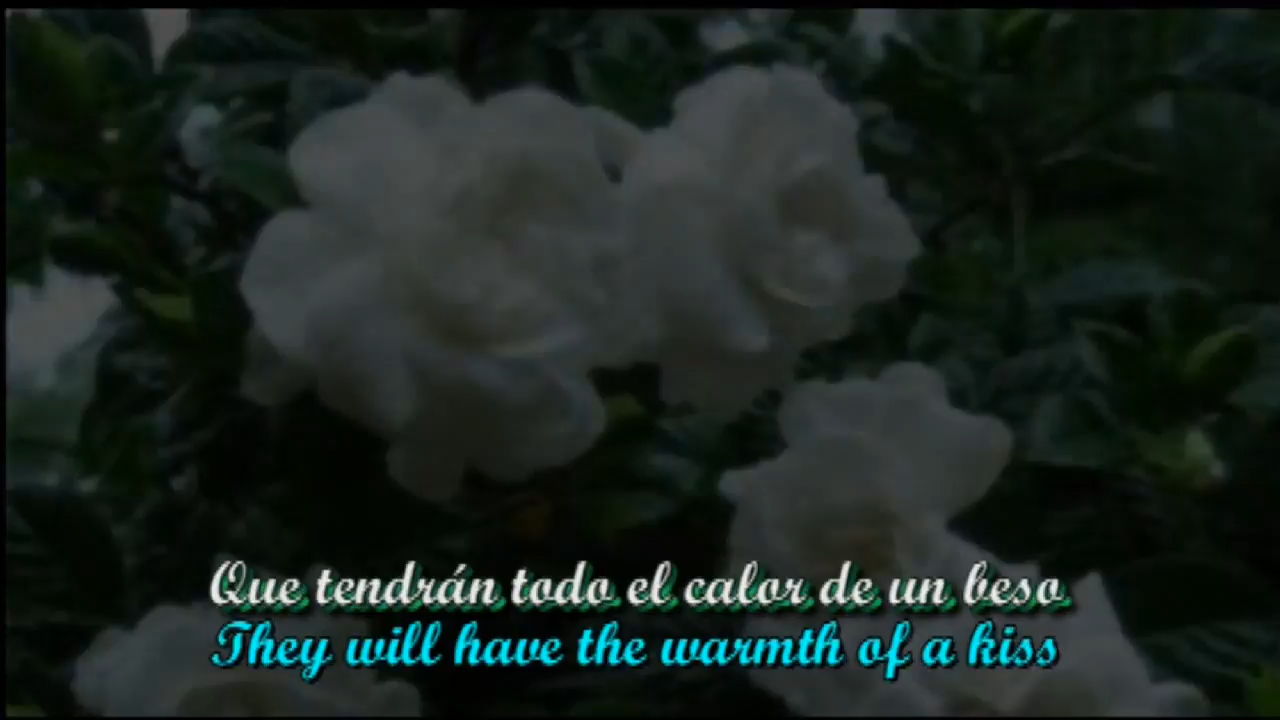 Que tendrán todo el calor de un beso
They will have the warmth of a kiss